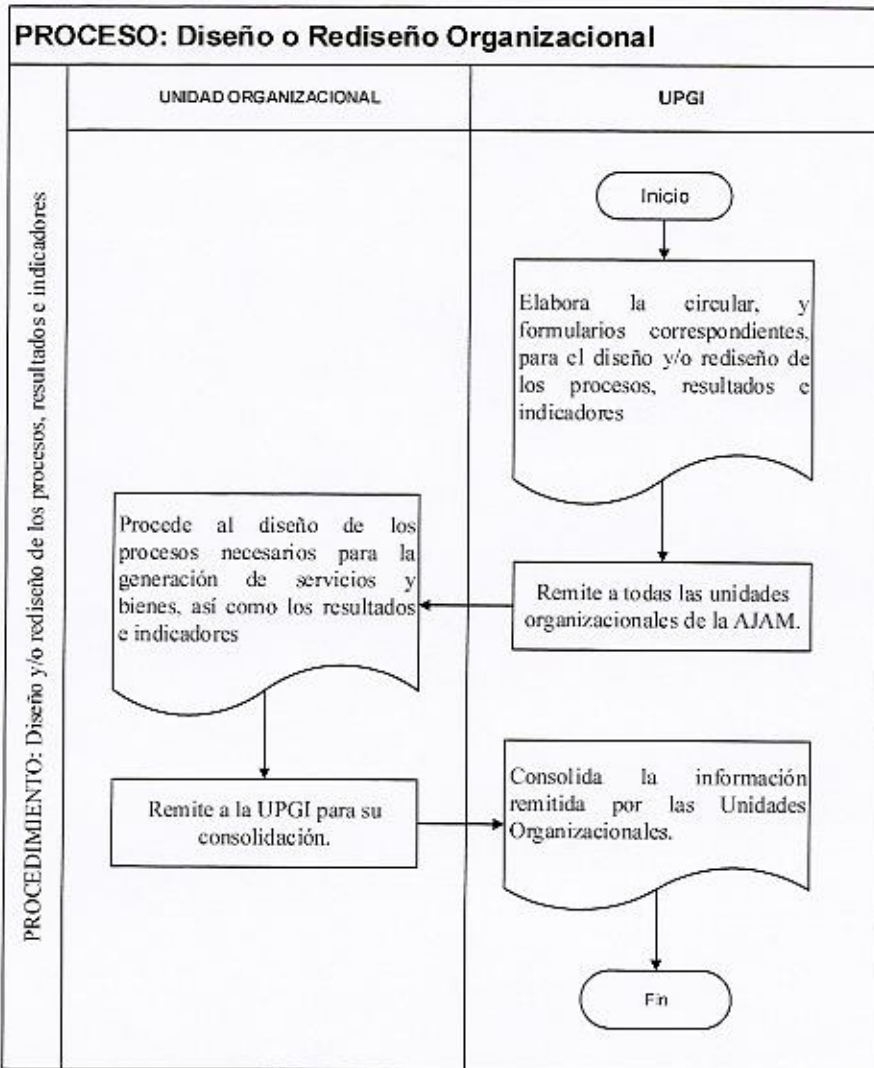 PROCESO: Diseño o Rediseño Organizacional
PROCEDIMIENTO: Diseño y/o rediseño de los procesos, resultados e indicadores
UNIDAD ORGANIZACIONAL
UPGI
Inicio
Elabora la circular, y
formularios correspondientes,
para el diseño y/o rediseño de
los procesos, resultados e
indicadores
Remite a todas las unidades
organizacionales de la AJAM.
Procede al diseño de los
procesos necesarios para la
generación de servicios y
bienes, así como los resultados
e indicadores
Remite a la UPGI para su
consolidación.
Consolida la información
remitida por las Unidades
Organizacionales.
Fin